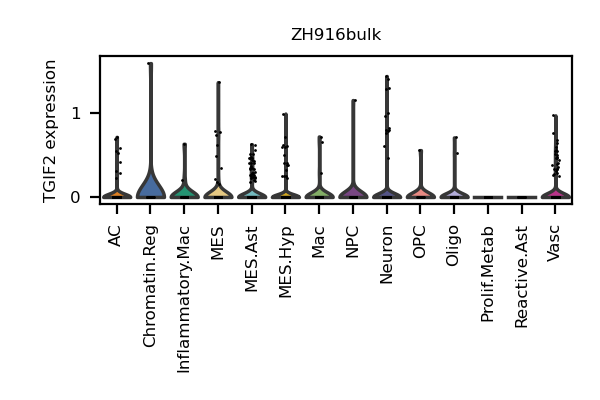 ZH916bulk
TGIF2 expression
1
0
AC
Chromatin.Reg
Inflammatory.Mac
MES
MES.Ast
MES.Hyp
Mac
NPC
Neuron
OPC
Oligo
Prolif.Metab
Reactive.Ast
Vasc